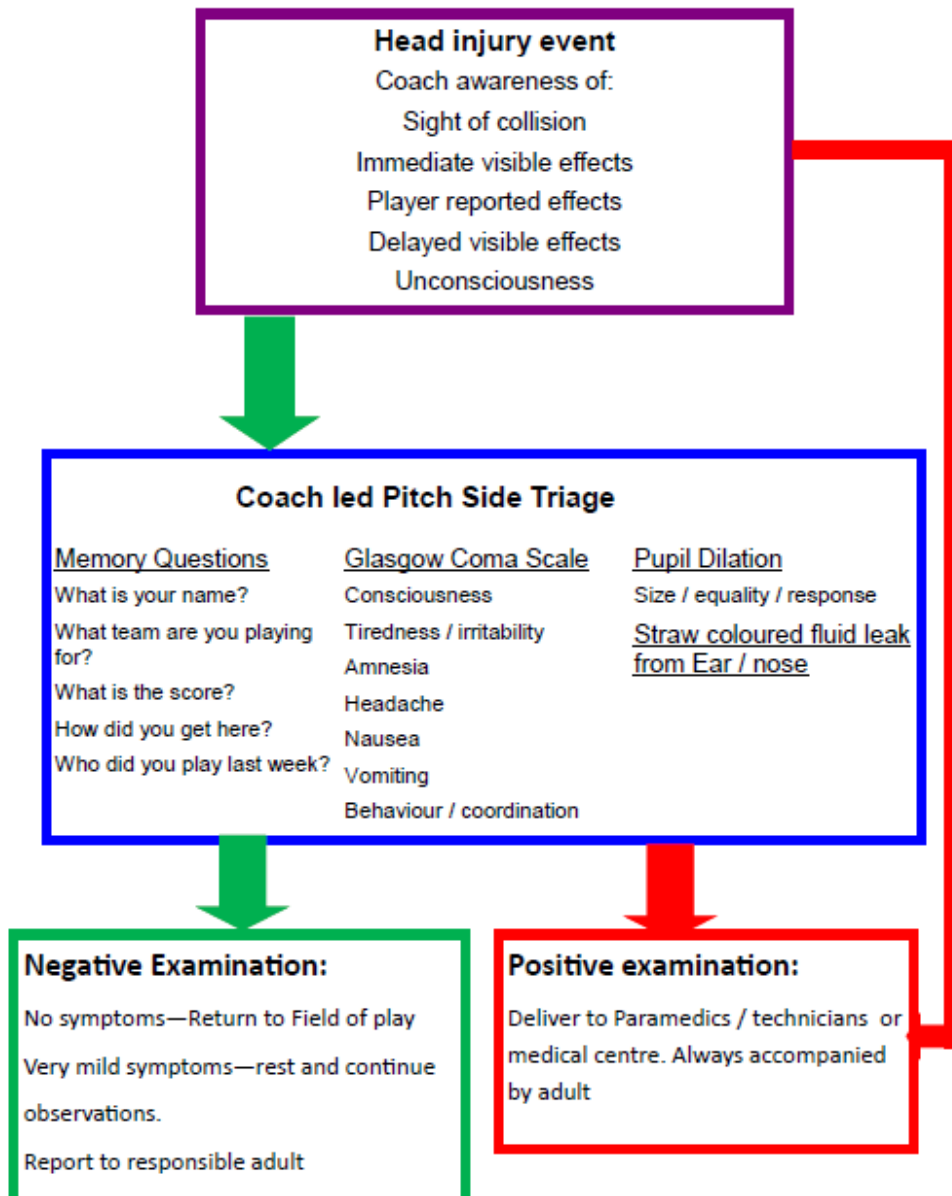 Head injury event
Coach awareness of:
Sight of collision
Immediate visible effects
Player reported effects
Delayed visible effects
Unconsciousness
Coach led Pitch Side Triage
Memory Questions
What is your name?
What team are you playing
for?
What is the score?
How did you get here?
Who did you play last week?
Glasgow Coma Scale
Consciousness
Tiredness / irritability
Amnesia
Headache
Nausea
Vomiting
Behaviour / coordination
Pupil Dilation
Size / equality / response
Straw coloured fluid leak
from Ear / nose
Negative Examination:
No symptoms—Return to Field of play
Very mild symptoms—rest and continue
observations.
Report to responsible adult
Positive examination:
Deliver to Paramedics / technicians or
medical centre. Always accompanied
by adult